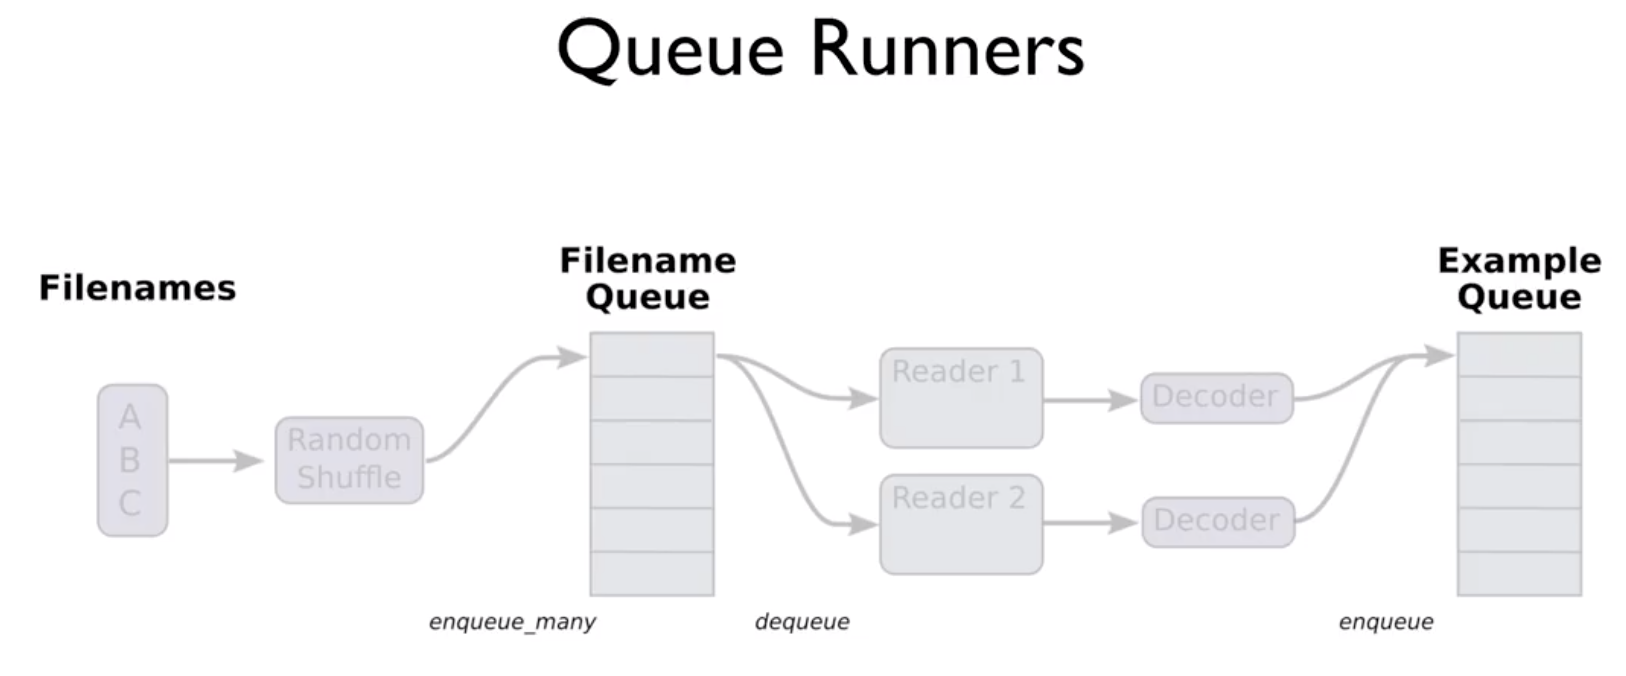 Queue Runners
Filenames
Filename
Queue
Example
Queue
A
B
C
Random
Shuffle
Reader 1
Decoder
Reader 2
Decoder
enqueue_many
dequeue
enqueue